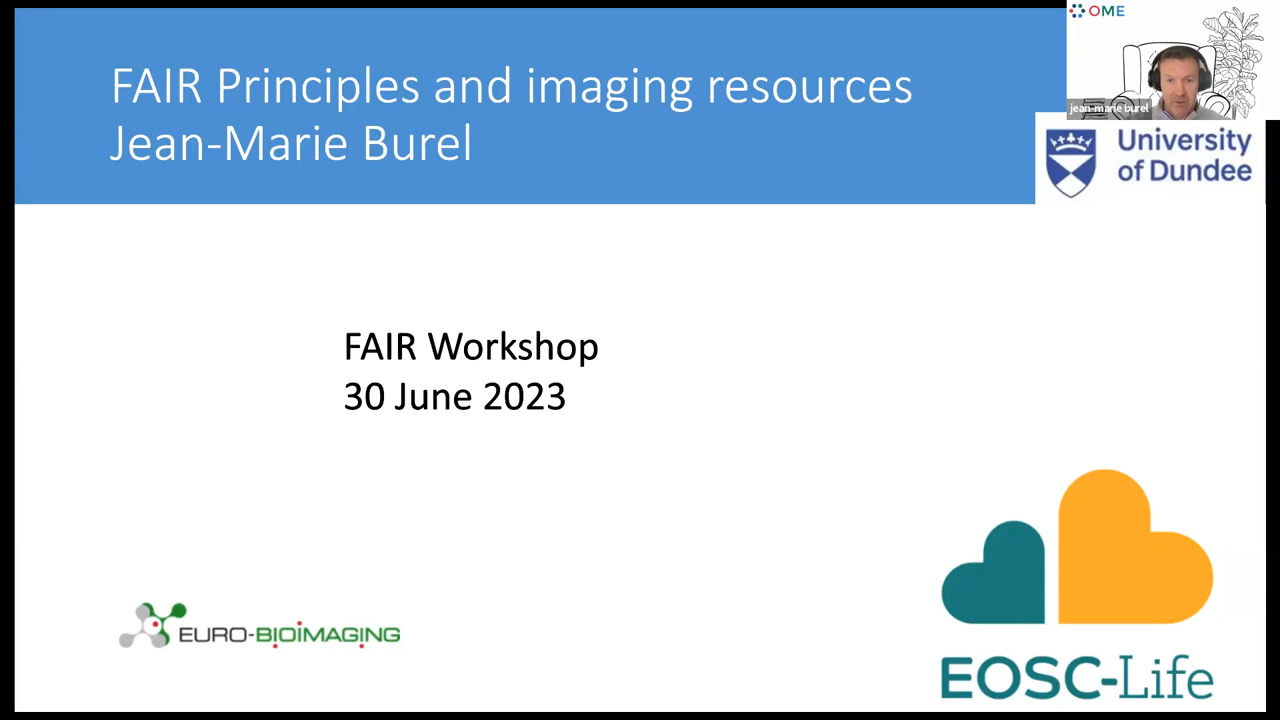 FAIR Principles and imaging resources
Jean-Marie Burel
OME
jean-marie burel
University
of Dundee
FAIR Workshop
30 June 2023
EURO-BIOIMAGING
EOSC-Life